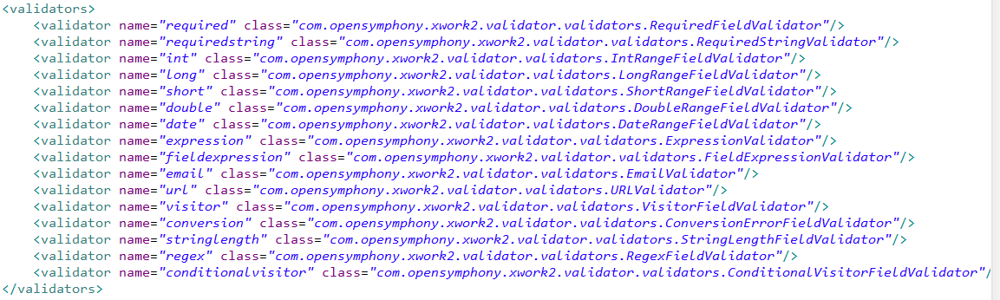 <validators>
    <validator name="required" class="com.opensymphony.xwork2.validator.validators.RequiredFieldValidator"/>
    <validator name="requiredstring" class="com.opensymphony.xwork2.validator.validators.RequiredStringValidator"/>
    <validator name="int" class="com.opensymphony.xwork2.validator.validators.IntRangeFieldValidator"/>
    <validator name="long" class="com.opensymphony.xwork2.validator.validators.LongRangeFieldValidator"/>
    <validator name="short" class="com.opensymphony.xwork2.validator.validators.ShortRangeFieldValidator"/>
    <validator name="double" class="com.opensymphony.xwork2.validator.validators.DoubleRangeFieldValidator"/>
    <validator name="date" class="com.opensymphony.xwork2.validator.validators.DateRangeFieldValidator"/>
    <validator name="expression" class="com.opensymphony.xwork2.validator.validators.ExpressionValidator"/>
    <validator name="fieldexpression" class="com.opensymphony.xwork2.validator.validators.FieldExpressionValidator"/>
    <validator name="email" class="com.opensymphony.xwork2.validator.validators.EmailValidator"/>
    <validator name="url" class="com.opensymphony.xwork2.validator.validators.URLValidator"/>
    <validator name="visitor" class="com.opensymphony.xwork2.validator.validators.VisitorFieldValidator"/>
    <validator name="conversion" class="com.opensymphony.xwork2.validator.validators.ConversionErrorFieldValidator"/>
    <validator name="stringlength" class="com.opensymphony.xwork2.validator.validators.StringLengthFieldValidator"/>
    <validator name="regex" class="com.opensymphony.xwork2.validator.validators.RegexFieldValidator"/>
    <validator name="conditionalvisitor" class="com.opensymphony.xwork2.validator.validators.ConditionalVisitorFieldValidator"/
</validators>